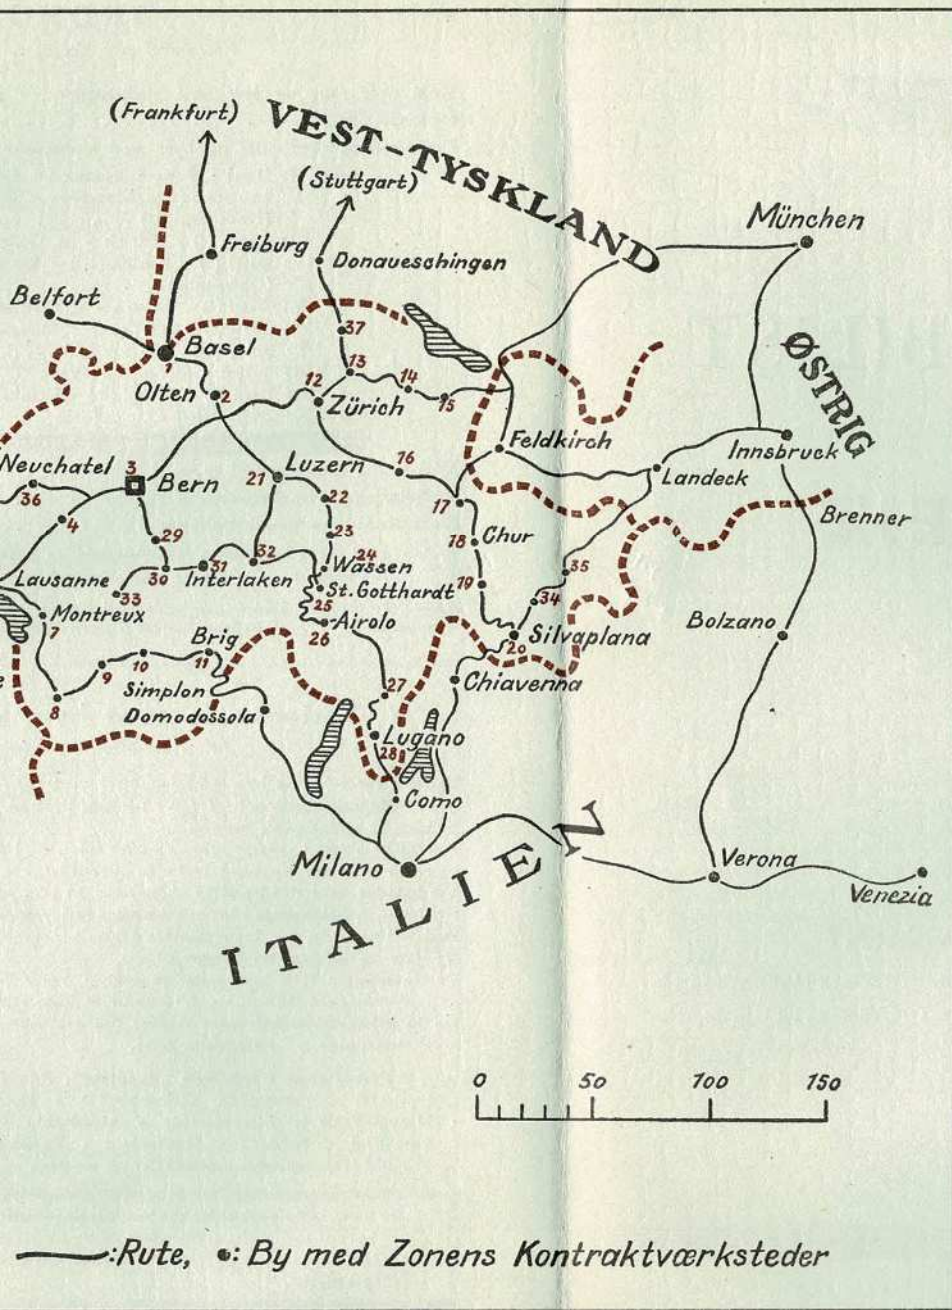 (Frankfurt)
VEST-TYSKLAND
(Stuttgart)
München
Freiburg
Donaueschingen
Belfort
37
Basel
1
ØSTRIG
13
Olten 2
12
14
Zürich
15
Feldkirch
Innsbruck
Neuchatel
3
Bern
21
Luzern
16
Landeck
36
22
17
4
Brenner
29
23
18
Chur
24
Wassen
35
Lausanne
30
31
Interlaken
32
St. Gotthardt
19
33
25
34
Montreux
7
Airolo
26
Bolzano
Brig
Silvaplana
20
9
10
11
Simplon
27
Chiavenna
8
Domodossola
Lugano
28
Como
Milano
ITALIEN
Verona
Venezia
0 50 100 150
:Rute, : By med Zonens Kontraktværksteder